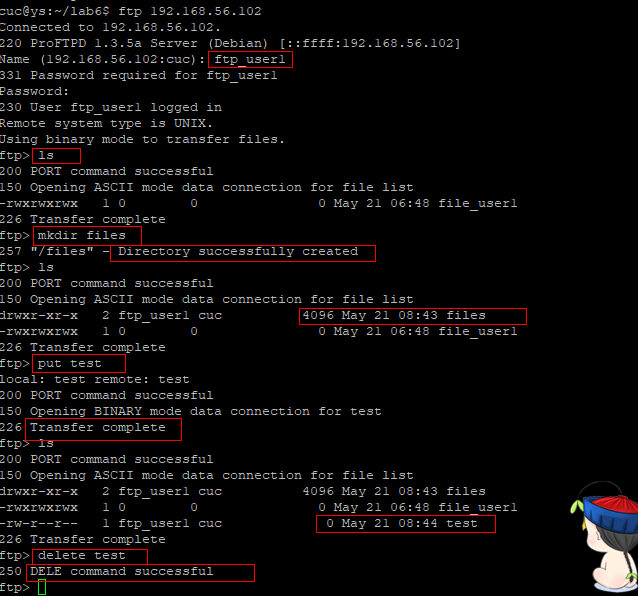 cuc@ys:~/lab6$ ftp 192.168.56.102
Connected to 192.168.56.102.
220 ProFTPD 1.3.5a Server (Debian) [::ffff:192.168.56.102]
Name (192.168.56.102:cuc): ftp_user1
331 Password required for ftp_user1
Password:
230 User ftp_user1 logged in
Remote system type is UNIX.
Using binary mode to transfer files.
ftp> ls
200 PORT command successful
150 Opening ASCII mode data connection for file list
-rwxrwxrwx   1 0        0               0 May 21 06:48 file_user1
226 Transfer complete
ftp> mkdir files
257 "/files" - Directory successfully created
ftp> ls
200 PORT command successful
150 Opening ASCII mode data connection for file list
drwxr-xr-x   2 ftp_user1 cuc          4096 May 21 08:43 files
-rwxrwxrwx   1 0        0               0 May 21 06:48 file_user1
226 Transfer complete
ftp> put test
local: test remote: test
200 PORT command successful
150 Opening BINARY mode data connection for test
226 Transfer complete
ftp> ls
200 PORT command successful
150 Opening ASCII mode data connection for file list
drwxr-xr-x   2 ftp_user1 cuc          4096 May 21 08:43 files
-rwxrwxrwx   1 0        0               0 May 21 06:48 file_user1
-rw-r--r--   1 ftp_user1 cuc             0 May 21 08:44 test
226 Transfer complete
ftp> delete test
250 DELE command successful
ftp>